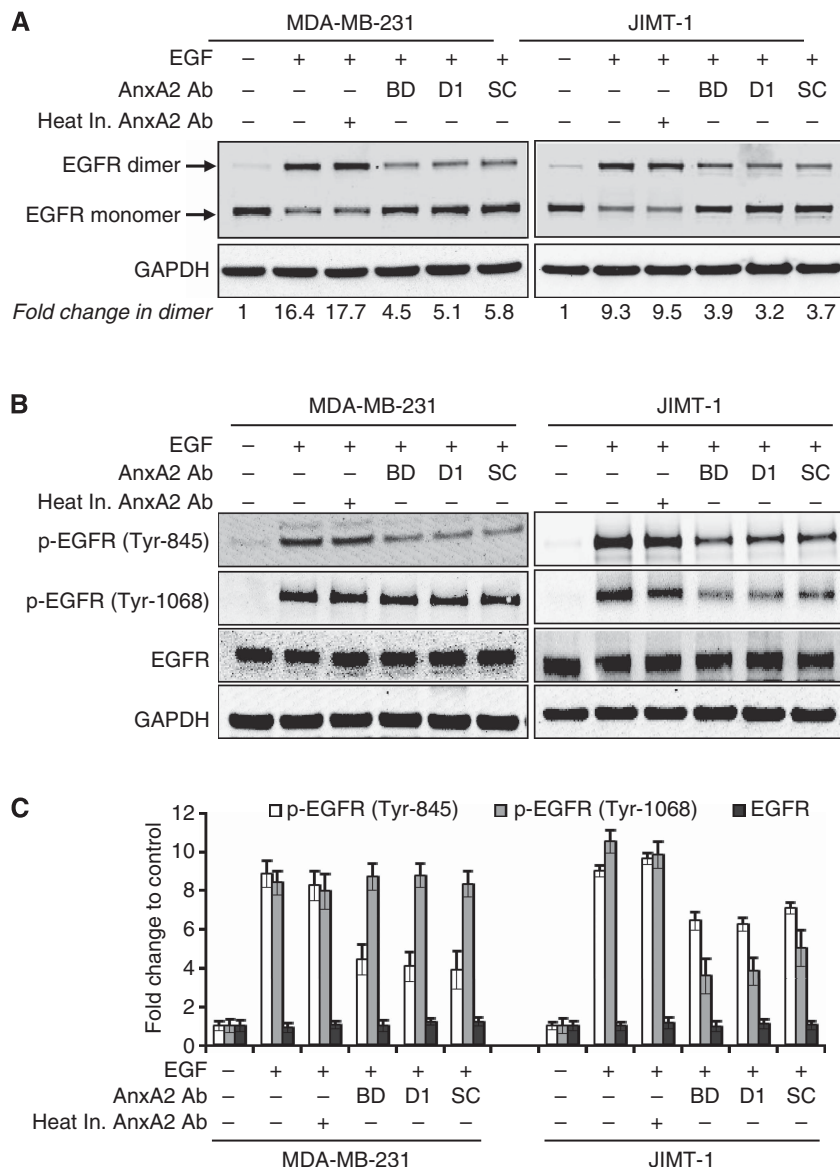 A
MDA-MB-231 JIMT-1
EGF – + + + + + – + + + + +
AnxA2 Ab – – – BD D1 SC – – – BD D1 SC
Heat In. AnxA2 Ab – – + – – – – – + – – –
EGFR dimer
EGFR monomer
GAPDH
Fold change in dimer 1 16.4 17.7 4.5 5.1 5.8 1 9.3 9.5 3.9 3.2 3.7
B
MDA-MB-231 JIMT-1
EGF – + + + + + – + + + + +
AnxA2 Ab – – – BD D1 SC – – – BD D1 SC
Heat In. AnxA2 Ab – – + – – – – – + – – –
p-EGFR (Tyr-845)
p-EGFR (Tyr-1068)
EGFR
GAPDH
C
p-EGFR (Tyr-845) p-EGFR (Tyr-1068) EGFR
Fold change to control
12
10
8
6
4
2
0
EGF – + + + + + – + + + + +
AnxA2 Ab – – – BD D1 SC – – – BD D1 SC
Heat In. AnxA2 Ab – – + – – – – – + – – –
MDA-MB-231 JIMT-1